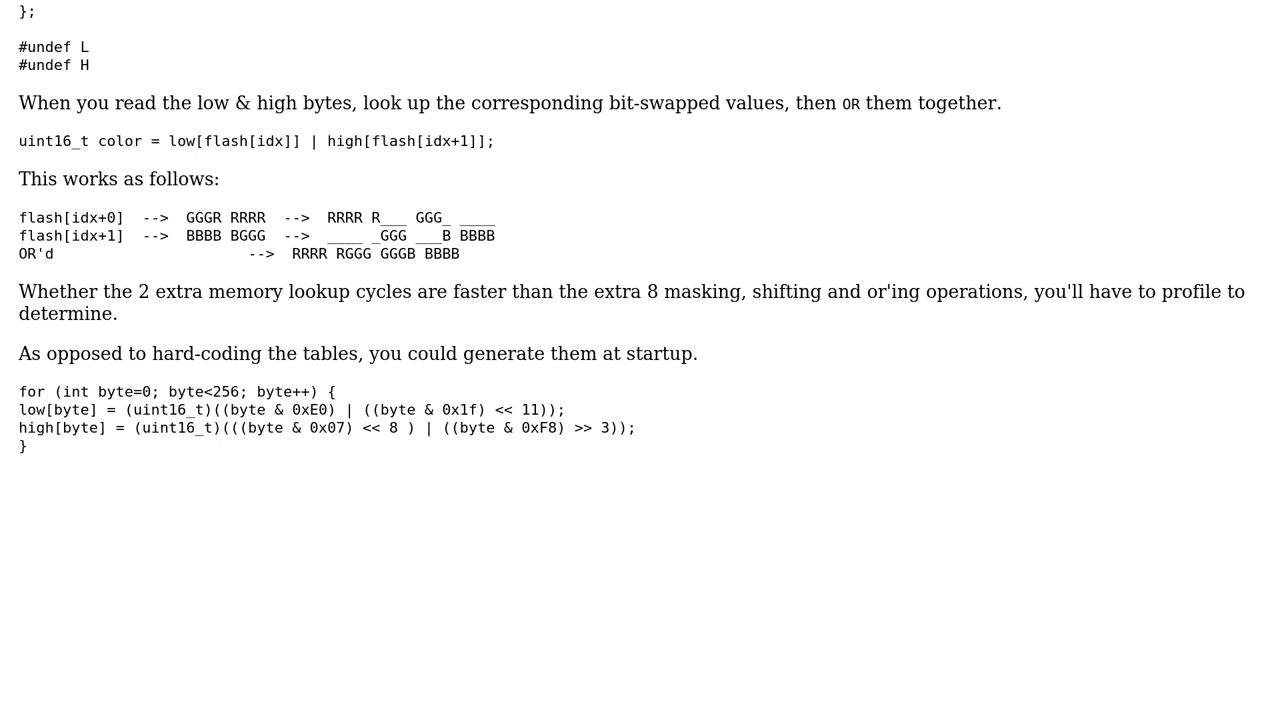 };
#undef L
#undef H
When you read the low & high bytes, look up the corresponding bit-swapped values, then OR them together.
uint16_t color = low[flash[idx]] | high[flash[idx+1]];
This works as follows:
flash[idx+0]  -->  GGGR RRRR  -->  RRRR R___ GGG_ ____
flash[idx+1]  -->  BBBB BGGG  -->  ____ _GGG ___B BBBB
OR'd                      -->  RRRR RGGG GGGB BBBB
Whether the 2 extra memory lookup cycles are faster than the extra 8 masking, shifting and or'ing operations, you'll have to profile to
determine.
As opposed to hard-coding the tables, you could generate them at startup.
for (int byte=0; byte<256; byte++) {
low[byte] = (uint16_t)((byte & 0xE0) | ((byte & 0x1f) << 11));
high[byte] = (uint16_t)(((byte & 0x07) << 8 ) | ((byte & 0xF8) >> 3));
}